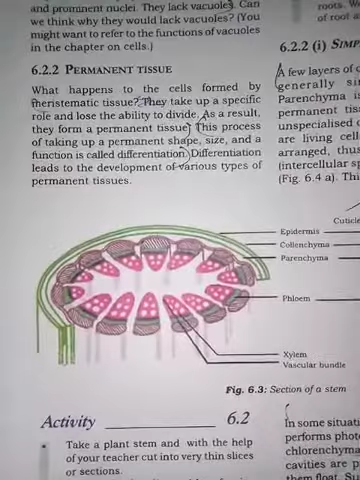 and prominent nuclei. They lack vacuoles. Can
we think why they would lack vacuoles? (You
might want to refer to the functions of vacuoles
in the chapter on cells.)
6.2.2 PERMANENT TISSUE
What happens to the cells formed by
meristematic tissue? They take up a specific
role and lose the ability to divide. As a result,
they form a permanent tissue. This process
of taking up a permanent shape, size, and a
function is called differentiation. Differentiation
leads to the development of various types of
permanent tissues.
Epidermis
Collenchyma
Parenchyma
Phloem
Xylem
Vascular bundle
Fig. 6.3: Section of a stem
Activity 6.2
• Take a plant stem and with the help
of your teacher cut into very thin slices
or sections.
roots.
of root a
6.2.2 (i) SIMP
A few layers of c
generally si
Parenchyma is
permanent tiss
unspecialised c
are living cell
arranged, thus
(intercellular sp
(Fig. 6.4 a). Thi
Cuticle
In some situati
performs phot
chlorenchyma
cavities are p
them float. Su